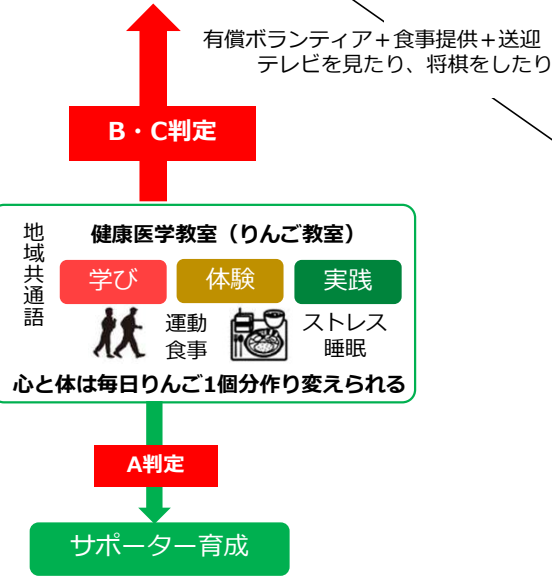 有償ボランティア＋食事提供＋送迎
テレビを見たり、将棋をしたり
B・C判定
地域共通語
健康医学教室（りんご教室）
学び
体験
実践
運動
食事
ストレス
睡眠
心と体は毎日りんご1個分作り変えられる
A判定
サポーター育成